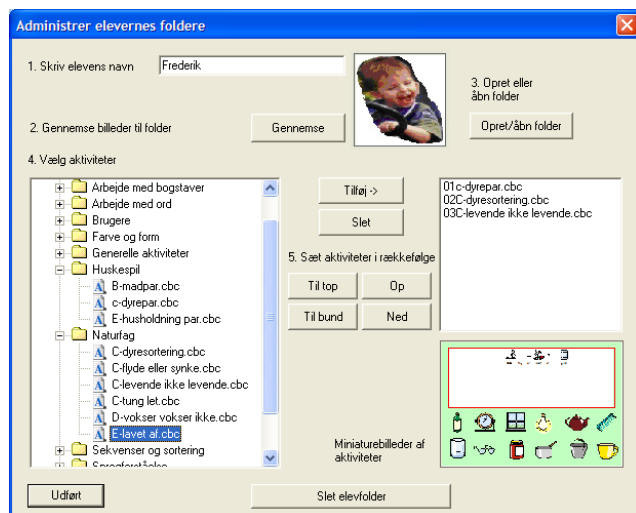 Administrer elevernes foldere
1. Skriv elevens navn
Frederik
3. Opret eller
åbn folder
2. Gennemse billeder til folder
Gennemse
Opret/åbn folder
4. Vælg aktiviteter
Arbejde med bogstaver
Arbejde med ord
Brugere
Farve og form
Generelle aktiviteter
Huskespil
B-madpar.cbc
c-dyrepar.cbc
E-husholdning par.cbc
Naturfag
C-dyresortering.cbc
C-flyde eller synke.cbc
C-levende ikke levende.cbc
C-tung let.cbc
D-vokser vokser ikke.cbc
E-lavet af.cbc
Sekvenser og sortering
Sprogforståelse
Tilføj ->
Slet
5. Sæt aktiviteter i rækkefølge
Til top
Op
Til bund
Ned
01c-dyrepar.cbc
02C-dyresortering.cbc
03C-levende ikke levende.cbc
Miniaturebilleder af
aktiviteter
Udført
Slet elevfolder